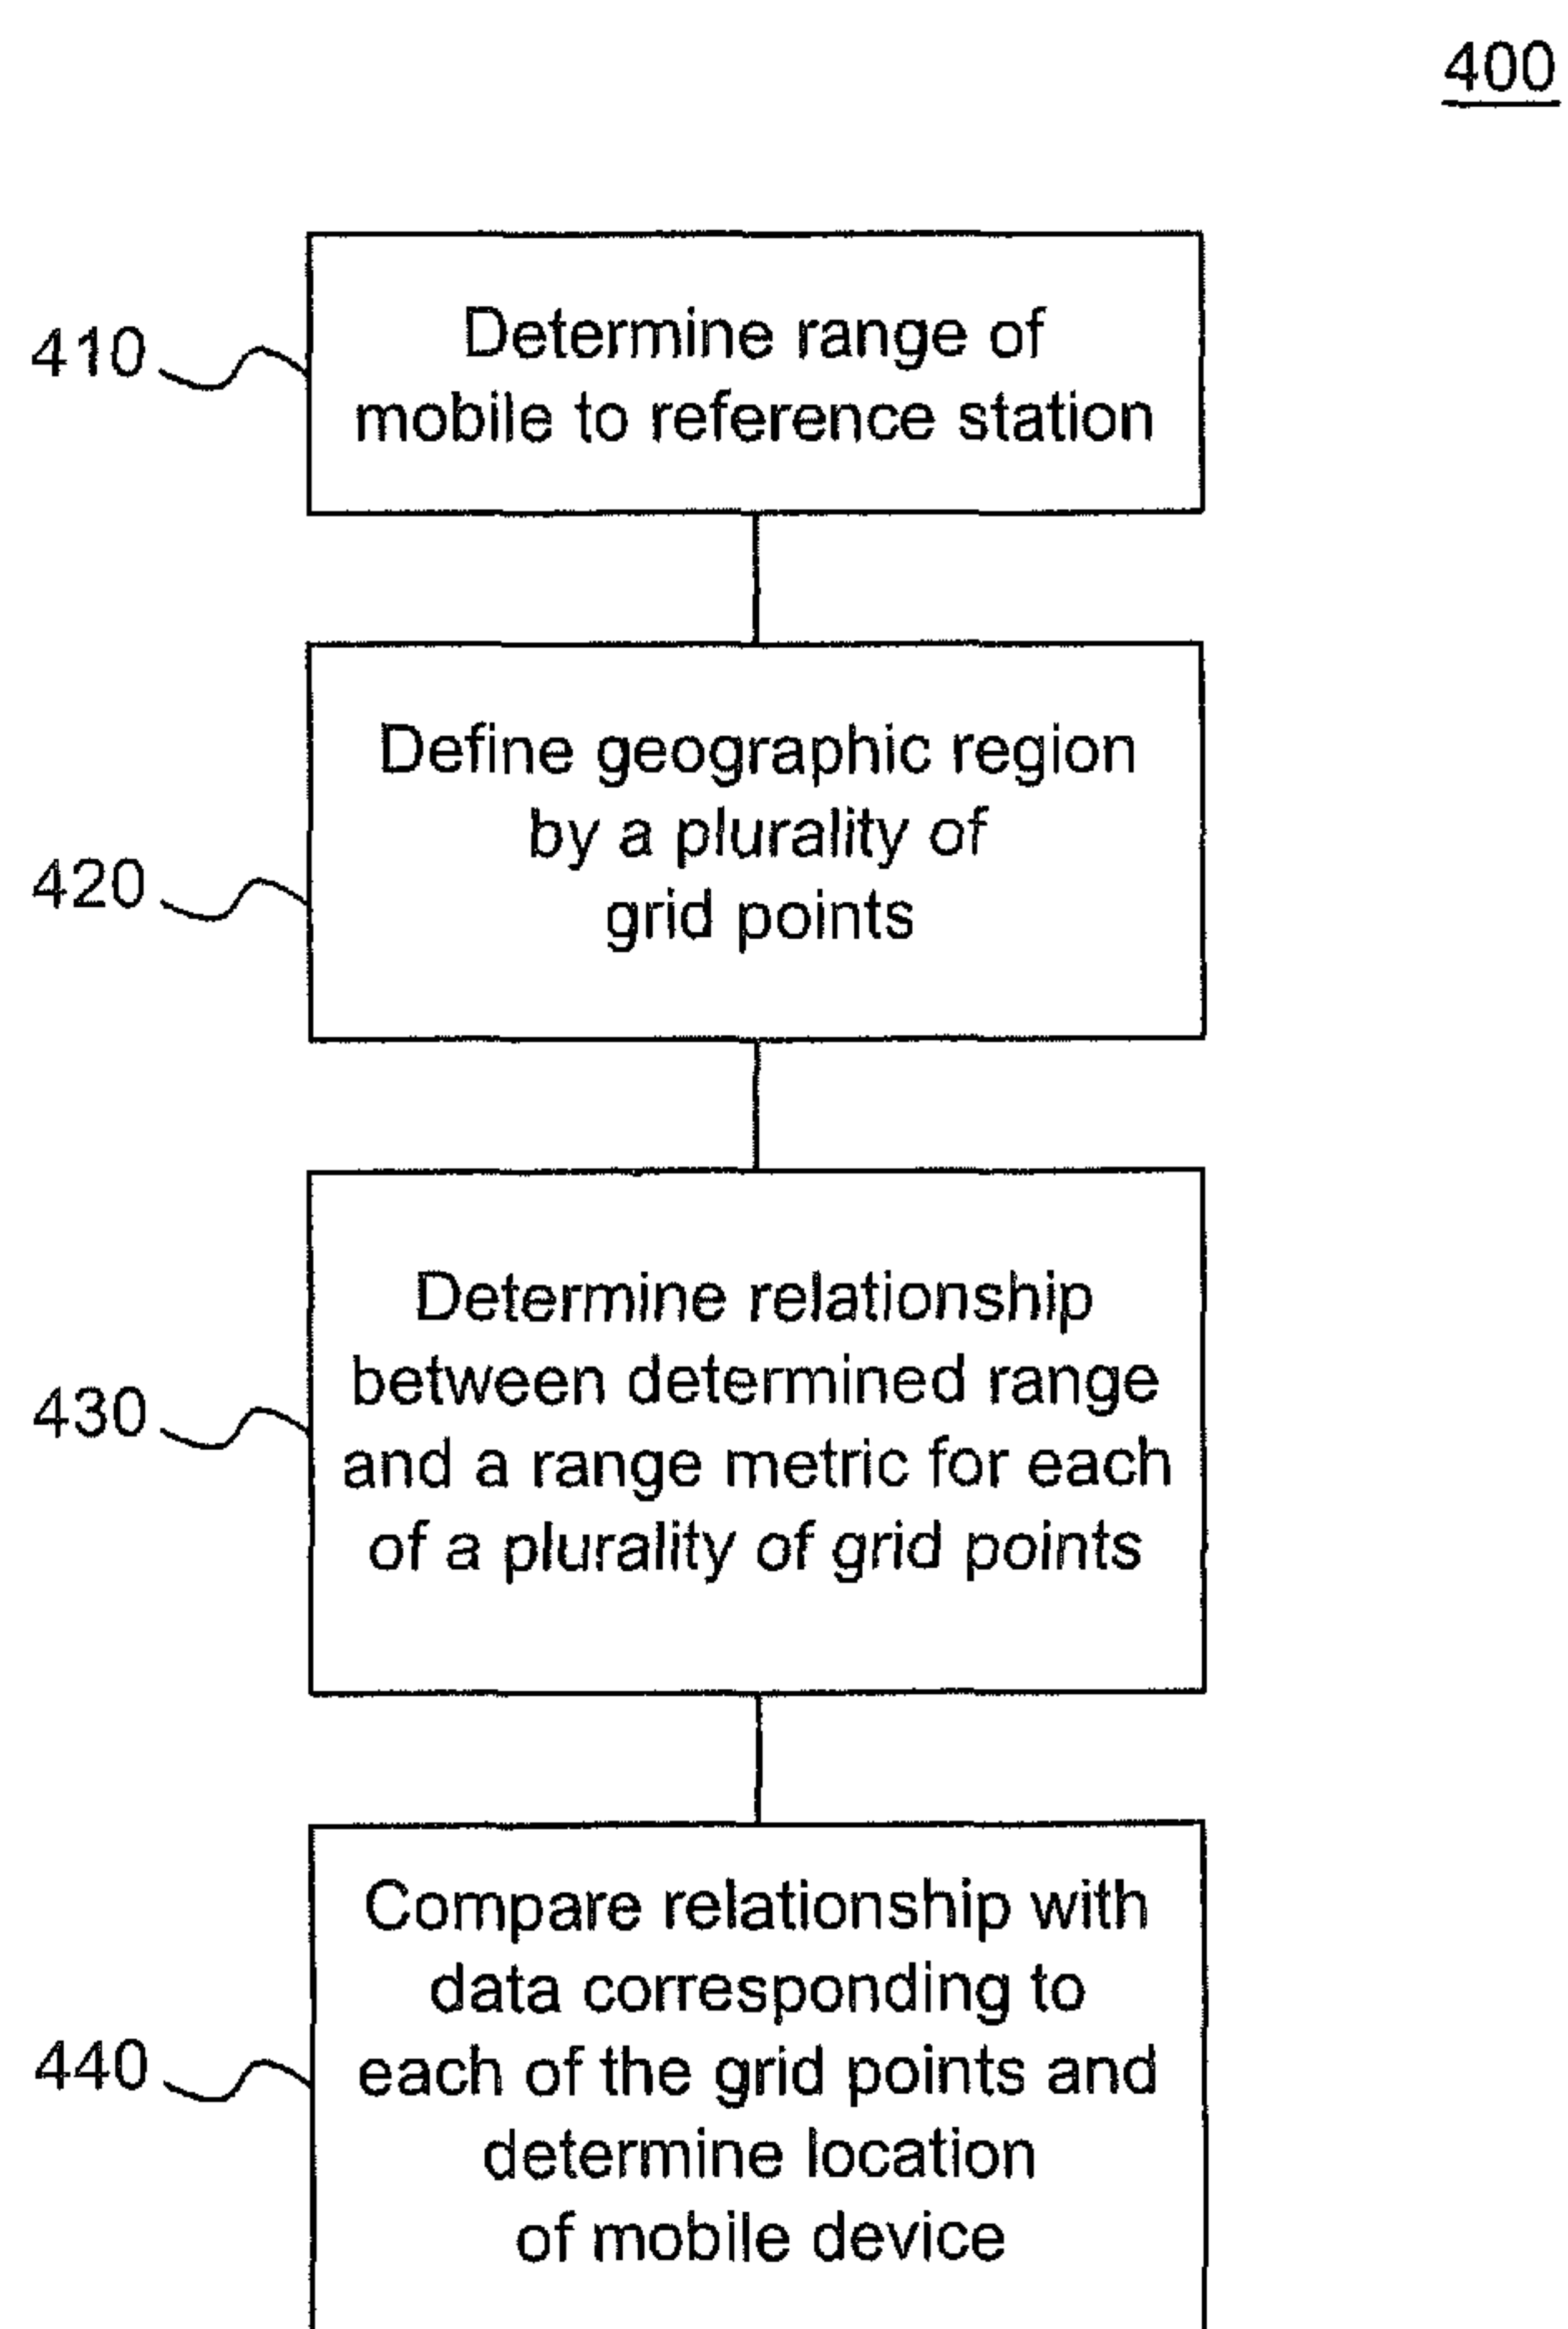 400
410
Determine range of
mobile to reference station
420
Define geographic region
by a plurality of
grid points
430
Determine relationship
between determined range
and a range metric for each
of a plurality of grid points
440
Compare relationship with
data corresponding to
each of the grid points and
determine location
of mobile device